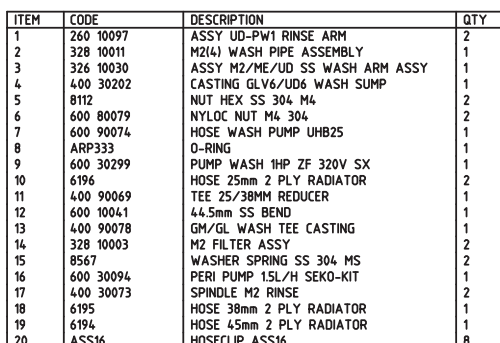 ITEM CODE DESCRIPTION QTY
1 260 10097 ASSY UD-PW1 RINSE ARM 2
2 328 10011 M2(4) WASH PIPE ASSEMBLY 1
3 326 10030 ASSY M2/ME/UD SS WASH ARM ASSY 1
4 400 30202 CASTING GLV6/UD6 WASH SUMP 1
5 8112 NUT HEX SS 304 M4 2
6 600 80079 NYLOC NUT M4 304 2
7 600 90074 HOSE WASH PUMP UHB25 1
8 ARP333 O-RING 1
9 600 30299 PUMP WASH 1HP ZF 320V SX 1
10 6196 HOSE 25mm 2 PLY RADIATOR 2
11 400 90069 TEE 25/38MM REDUCER 1
12 600 10041 44.5mm SS BEND 1
13 400 90078 GM/GL WASH TEE CASTING 1
14 328 10003 M2 FILTER ASSY 2
15 8567 WASHER SPRING SS 304 MS 2
16 600 30094 PERI PUMP 1.5L/H SEKO-KIT 1
17 400 30073 SPINDLE M2 RINSE 2
18 6195 HOSE 38mm 2 PLY RADIATOR 1
19 6194 HOSE 45mm 2 PLY RADIATOR 1
20 ASS16 HOSECLIP ASS16 8